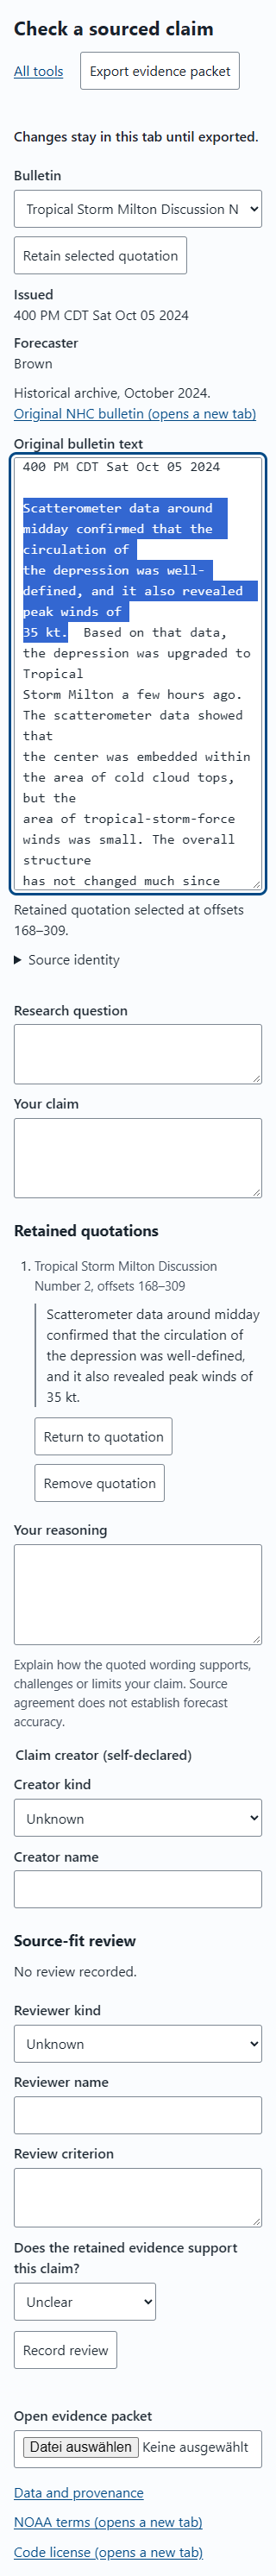 Check a sourced claim
All tools
Export evidence packet
Changes stay in this tab until exported.
Bulletin
Tropical Storm Milton Discussion N
Retain selected quotation
Issued
400 PM CDT Sat Oct 05 2024
Forecaster
Brown
Historical archive, October 2024.
Original NHC bulletin (opens a new tab)
Original bulletin text
400 PM CDT Sat Oct 05 2024
Scatterometer data around
midday confirmed that the
circulation of
the depression was well-
defined, and it also revealed
peak winds of
35 kt.  Based on that data,
the depression was upgraded to
Tropical
Storm Milton a few hours ago.
The scatterometer data showed
that
the center was embedded within
the area of cold cloud tops,
but the
area of tropical-storm-force
winds was small. The overall
structure
has not changed much since
Retained quotation selected at offsets
168–309.
Source identity
Research question
Your claim
Retained quotations
1. Tropical Storm Milton Discussion
Number 2, offsets 168–309
Scatterometer data around midday
confirmed that the circulation of
the depression was well-defined,
and it also revealed peak winds of
35 kt.
Return to quotation
Remove quotation
Your reasoning
Explain how the quoted wording supports,
challenges or limits your claim. Source
agreement does not establish forecast
accuracy.
Claim creator (self-declared)
Creator kind
Unknown
Creator name
Source-fit review
No review recorded.
Reviewer kind
Unknown
Reviewer name
Review criterion
Does the retained evidence support
this claim?
Unclear
Record review
Open evidence packet
Datei auswählen Keine ausgewählt
Data and provenance
NOAA terms (opens a new tab)
Code license (opens a new tab)